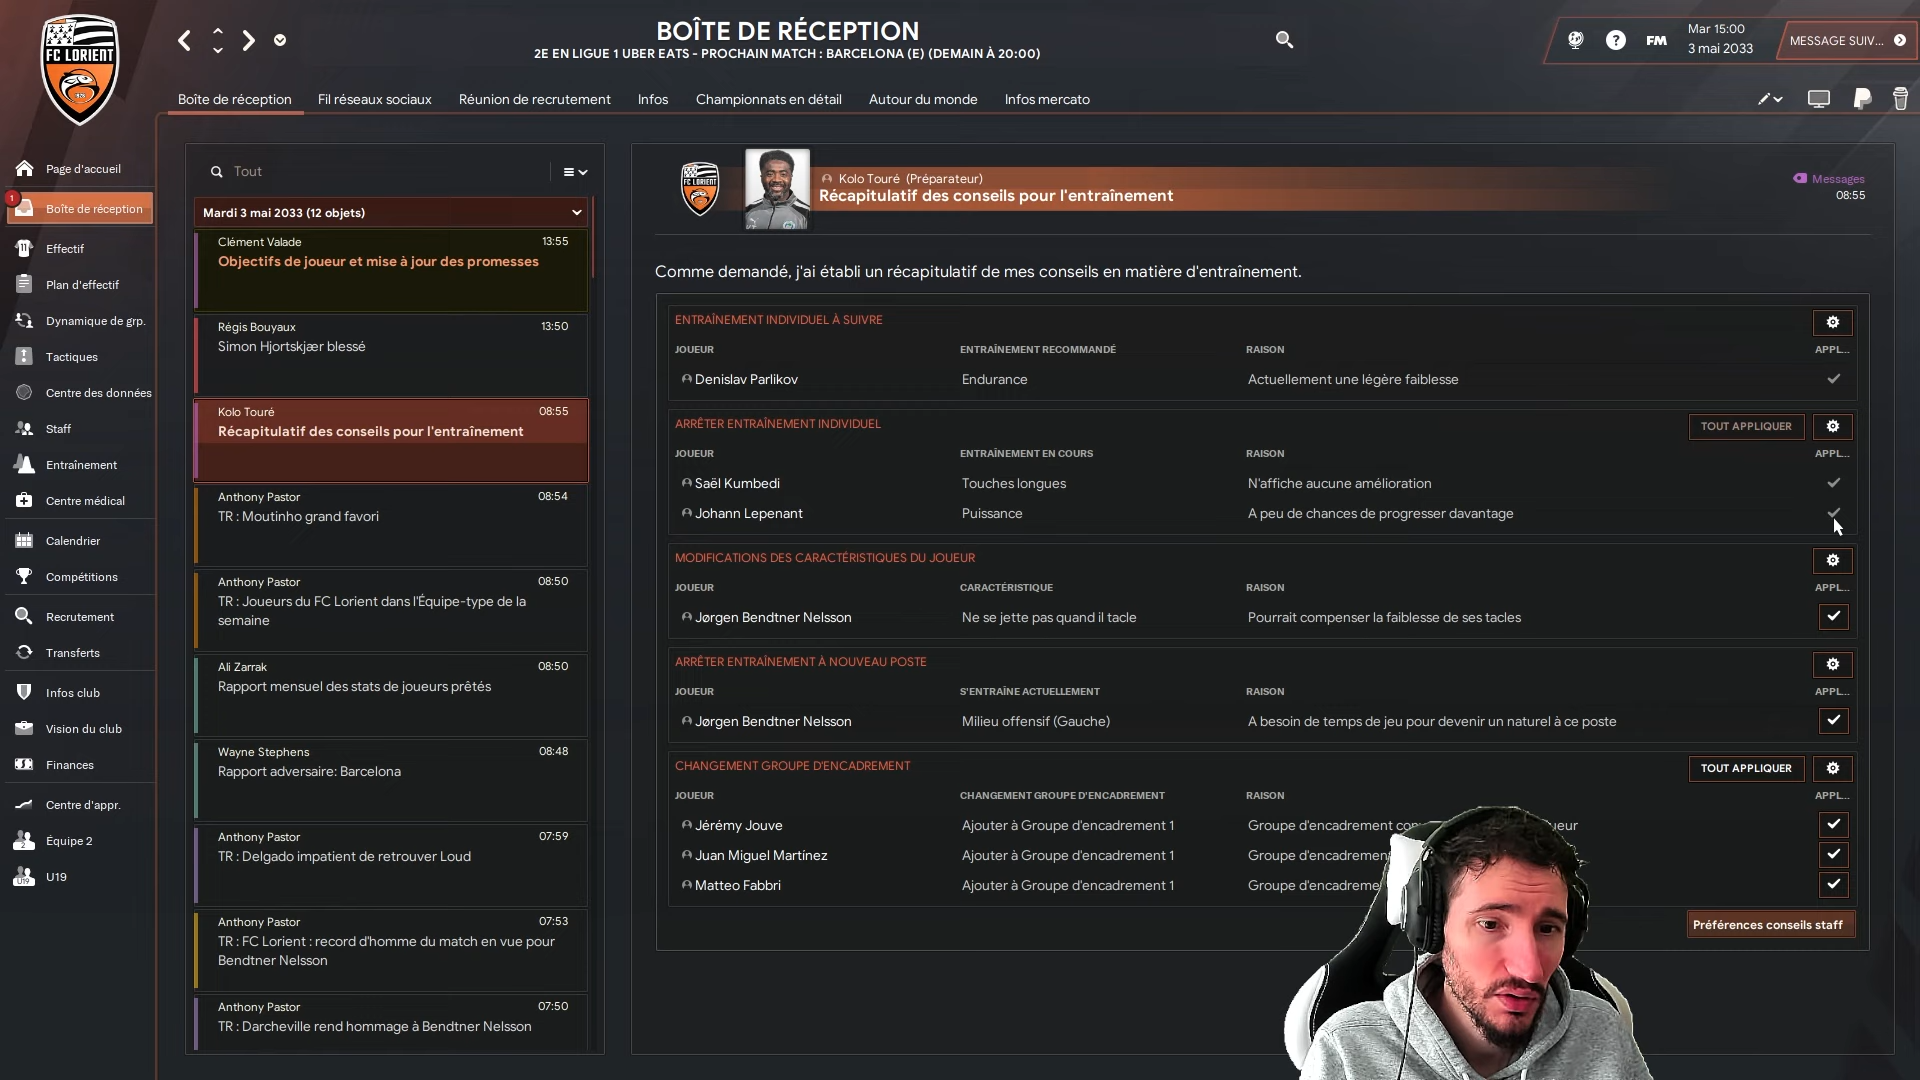 FC LORIENT
BOÎTE DE RÉCEPTION
2E EN LIGUE 1 UBER EATS - PROCHAIN MATCH : BARCELONA (E) (DEMAIN À 20:00)
FM
Mar 15:00
3 mai 2033
MESSAGE SUIV...
Boîte de réception
Fil réseaux sociaux
Réunion de recrutement
Infos
Championnats en détail
Autour du monde
Infos mercato
Page d'accueil
1
Boîte de réception
Effectif
Plan d'effectif
Dynamique de grp.
Tactiques
Centre des données
Staff
Entraînement
Centre médical
Calendrier
Compétitions
Recrutement
Transferts
Infos club
Vision du club
Finances
Centre d'appr.
Équipe 2
U19
Tout
Mardi 3 mai 2033 (12 objets)
Clément Valade 13:55
Objectifs de joueur et mise à jour des promesses
Régis Bouyaux 13:50
Simon Hjortskjær blessé
Kolo Touré 08:55
Récapitulatif des conseils pour l'entraînement
Anthony Pastor 08:54
TR : Moutinho grand favori
Anthony Pastor 08:50
TR : Joueurs du FC Lorient dans l'Équipe-type de la
semaine
Ali Zarrak 08:50
Rapport mensuel des stats de joueurs prêtés
Wayne Stephens 08:48
Rapport adversaire: Barcelona
Anthony Pastor 07:59
TR : Delgado impatient de retrouver Loud
Anthony Pastor 07:53
TR : FC Lorient : record d'homme du match en vue pour
Bendtner Nelsson
Anthony Pastor 07:50
TR : Darcheville rend hommage à Bendtner Nelsson
Kolo Touré (Préparateur)
Récapitulatif des conseils pour l'entraînement
Messages
08:55
Comme demandé, j'ai établi un récapitulatif de mes conseils en matière d'entraînement.
ENTRAÎNEMENT INDIVIDUEL À SUIVRE
JOUEUR ENTRAÎNEMENT RECOMMANDÉ RAISON APPL...
Denislav Parlikov Endurance Actuellement une légère faiblesse
ARRÊTER ENTRAÎNEMENT INDIVIDUEL TOUT APPLIQUER
JOUEUR ENTRAÎNEMENT EN COURS RAISON APPL...
Saël Kumbedi Touches longues N'affiche aucune amélioration
Johann Lepenant Puissance A peu de chances de progresser davantage
MODIFICATIONS DES CARACTÉRISTIQUES DU JOUEUR
JOUEUR CARACTÉRISTIQUE RAISON APPL...
Jørgen Bendtner Nelsson Ne se jette pas quand il tacle Pourrait compenser la faiblesse de ses tacles
ARRÊTER ENTRAÎNEMENT À NOUVEAU POSTE
JOUEUR S'ENTRAÎNE ACTUELLEMENT RAISON APPL...
Jørgen Bendtner Nelsson Milieu offensif (Gauche) A besoin de temps de jeu pour devenir un naturel à ce poste
CHANGEMENT GROUPE D'ENCADREMENT TOUT APPLIQUER
JOUEUR CHANGEMENT GROUPE D'ENCADREMENT RAISON APPL...
Jérémy Jouve Ajouter à Groupe d'encadrement 1 Groupe d'encadrement
Juan Miguel Martínez Ajouter à Groupe d'encadrement 1 Groupe d'encadrement
Matteo Fabbri Ajouter à Groupe d'encadrement 1 Groupe
Préférences conseils staff